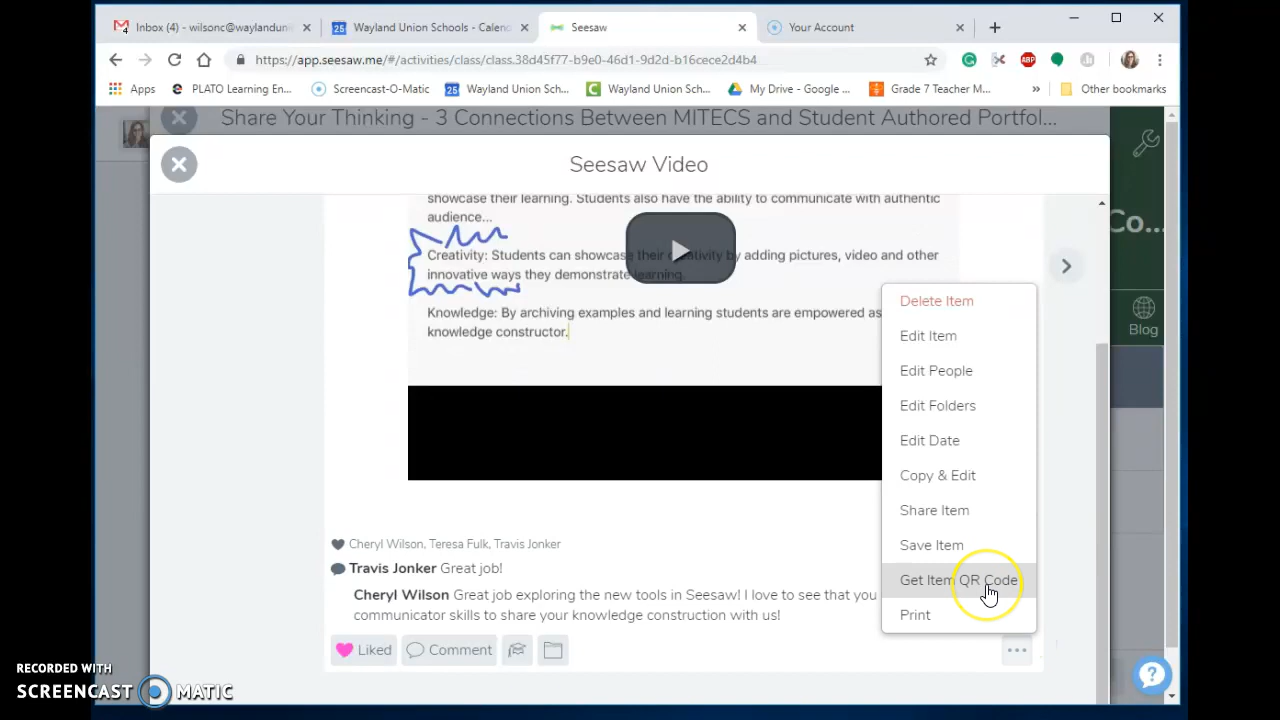 Inbox (4) - wilsonc@waylandun
Wayland Union Schools - Calend
Seesaw
Your Account
https://app.seesaw.me/#/activities/class/class.38d45f77-b9e0-46d1-9d2d-b16cece2d4b4
Apps
PLATO Learning En...
Screencast-O-Matic
Wayland Union Sch...
Wayland Union Sch...
My Drive - Google ...
Grade 7 Teacher M...
»
Other bookmarks
Share Your Thinking - 3 Connections Between MITECS and Student Authored Portfol...
Seesaw Video
Co...
Blog
showcase their learning. Students also have the ability to communicate with authentic
audience...
Creativity: Students can showcase their creativity by adding pictures, video and other
innovative ways they demonstrate learning.
Knowledge: By archiving examples and learning students are empowered as
knowledge constructor.
Delete Item
Edit Item
Edit People
Edit Folders
Edit Date
Copy & Edit
Share Item
Save Item
Get Item QR Code
Print
Cheryl Wilson, Teresa Fulk, Travis Jonker
Travis Jonker Great job!
Cheryl Wilson Great job exploring the new tools in Seesaw! I love to see that you
communicator skills to share your knowledge construction with us!
Liked
Comment
RECORDED WITH
SCREENCAST MATIC